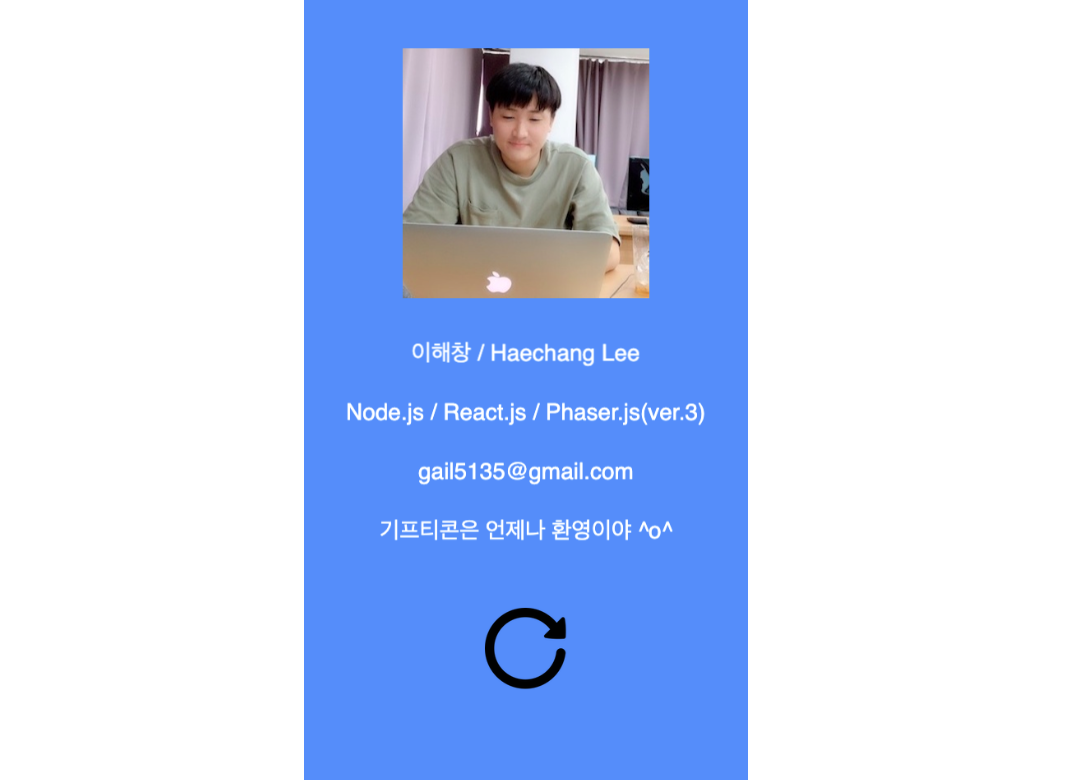 이해창 / Haechang Lee
Node.js / React.js / Phaser.js(ver.3)
gail5135@gmail.com
기프티콘은 언제나 환영이야 ^o^